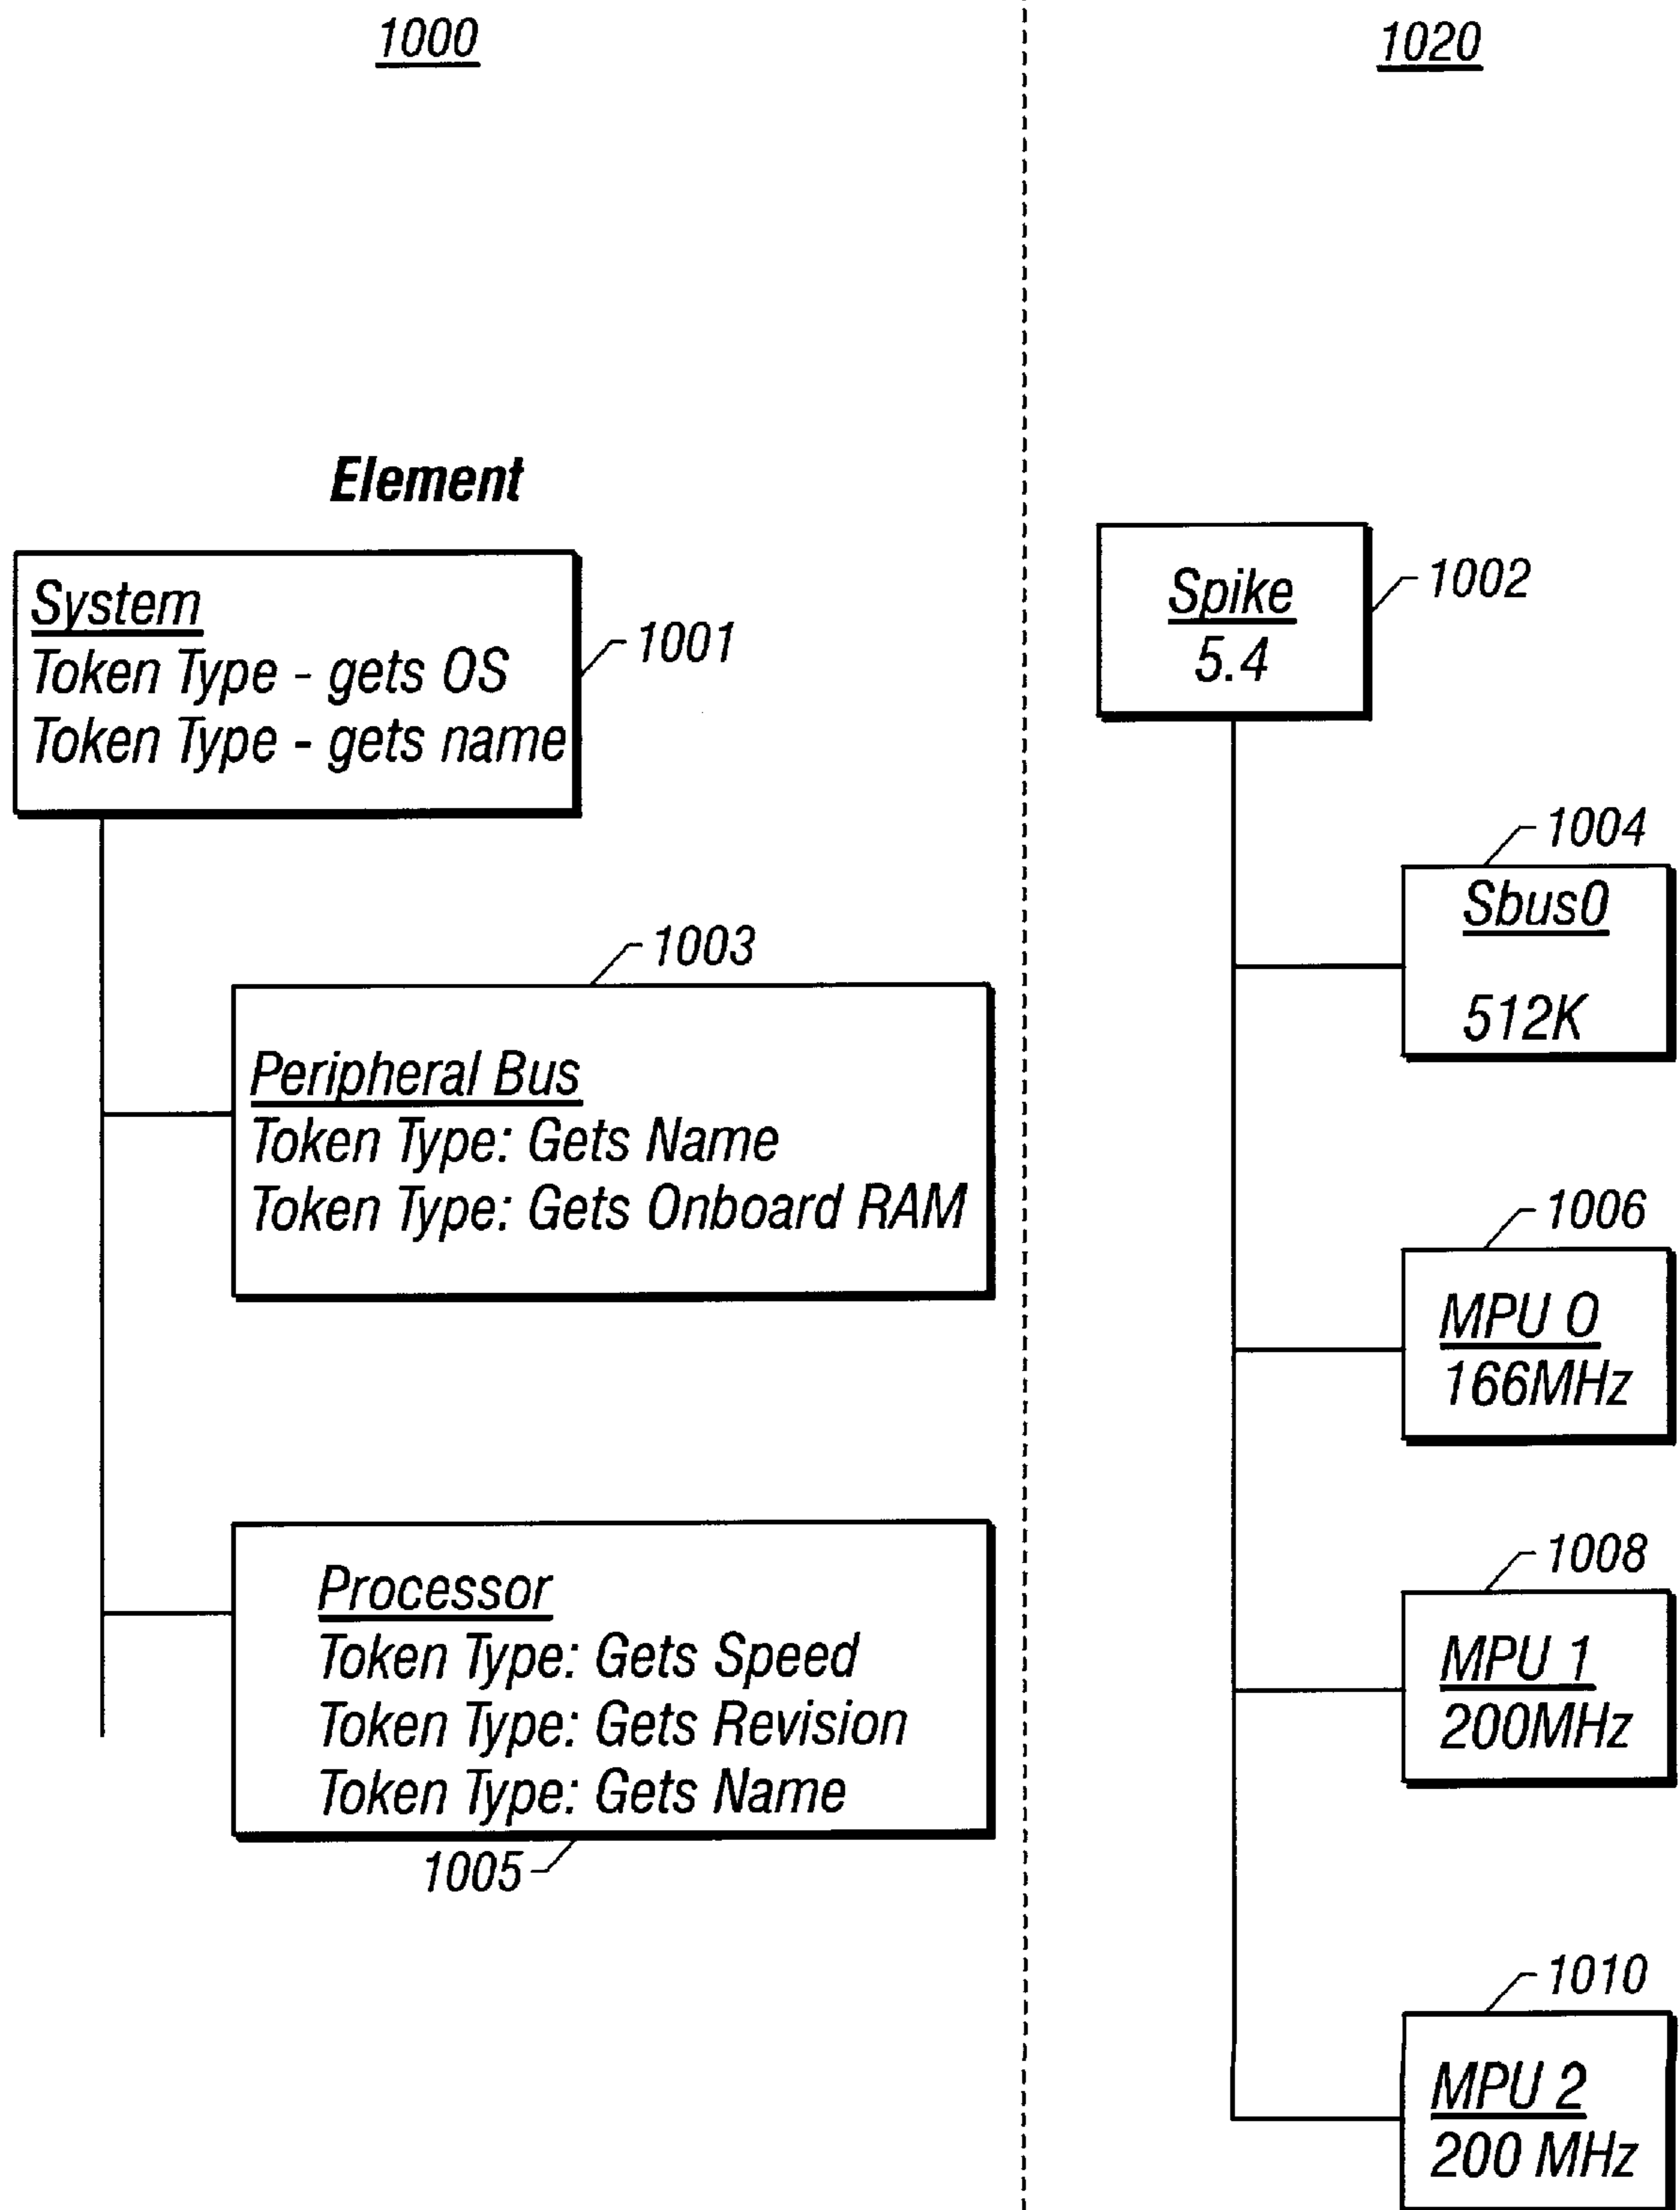 1000
Element
System
Token Type - gets OS
Token Type - gets name
1001
1003
Peripheral Bus
Token Type: Gets Name
Token Type: Gets Onboard RAM
Processor
Token Type: Gets Speed
Token Type: Gets Revision
Token Type: Gets Name
1005
1020
Spike
5.4
1002
1004
Sbus0
512K
1006
MPU 0
166MHz
1008
MPU 1
200MHz
1010
MPU 2
200 MHz